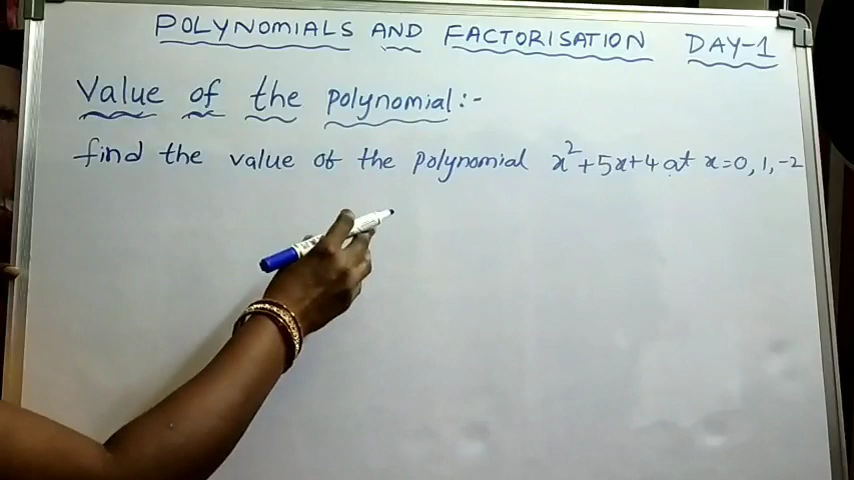 POLYNOMIALS AND FACTORISATION DAY-1
Value of the polynomial:-
find the value of the polynomial x²+5x+4 at x=0, 1, -2